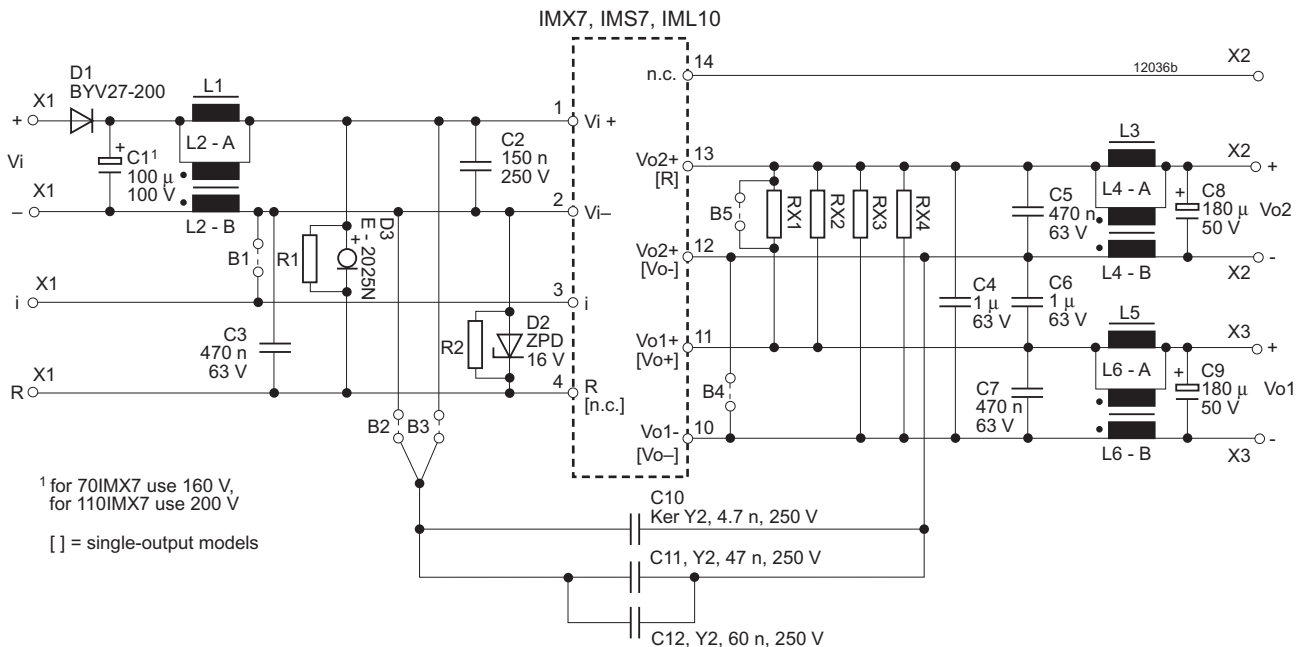 IMX7, IMS7, IML10
14
n.c.
12036b
X2
D1
BYV27-200
X1
L1
+
1
Vi +
L2 - A
C1¹
100 µ
100 V
+
Vi
C2
150 n
250 V
X1
–
L2 - B
2
Vi–
B1
R1
D3
E - 2025N
+
X1
i
3
i
C3
470 n
63 V
R2
D2
ZPD
16 V
X1
R
4
R
[n.c.]
B2
B3
Vo2+
[R]
13
B5
RX1
RX2
RX3
RX4
C5
470 n
63 V
L3
L4 - A
L4 - B
+
C8
180 µ
50 V
X2
+
Vo2
X2
-
Vo2+
[Vo-]
12
C4
1 µ
63 V
C6
1 µ
63 V
Vo1+
[Vo+]
11
B4
C7
470 n
63 V
L5
L6 - A
L6 - B
+
C9
180 µ
50 V
X3
+
Vo1
-
X3
Vo1-
[Vo–]
10
¹ for 70IMX7 use 160 V,
for 110IMX7 use 200 V
[ ] = single-output models
C10
Ker Y2, 4.7 n, 250 V
C11, Y2, 47 n, 250 V
C12, Y2, 60 n, 250 V